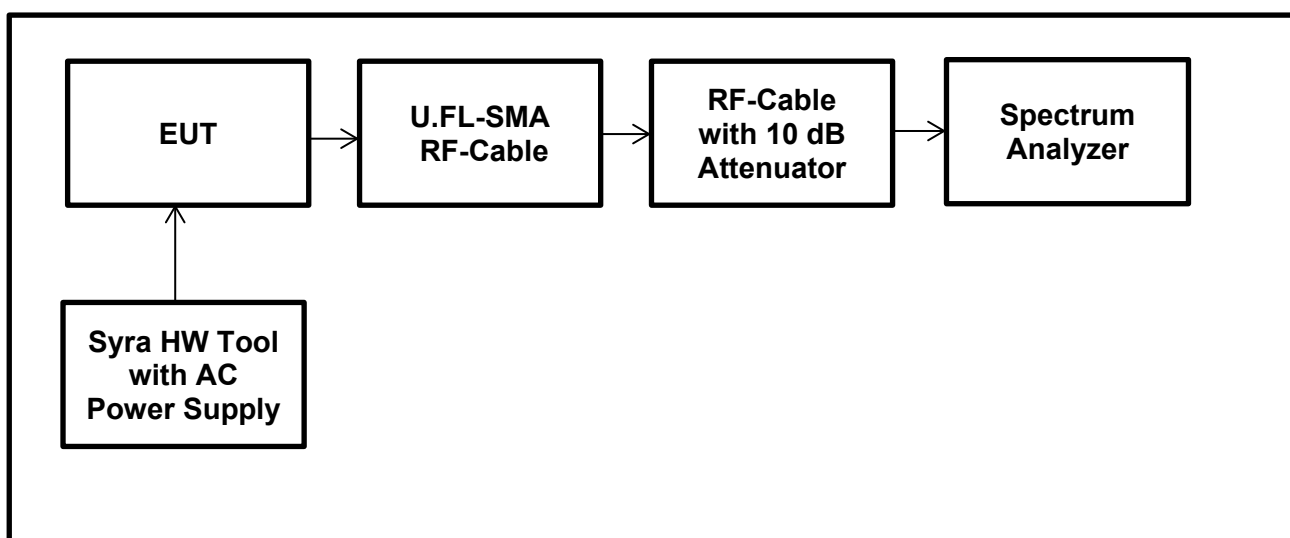 EUT
U.FL-SMA
RF-Cable
RF-Cable
with 10 dB
Attenuator
Spectrum
Analyzer
Syra HW Tool
with AC
Power Supply